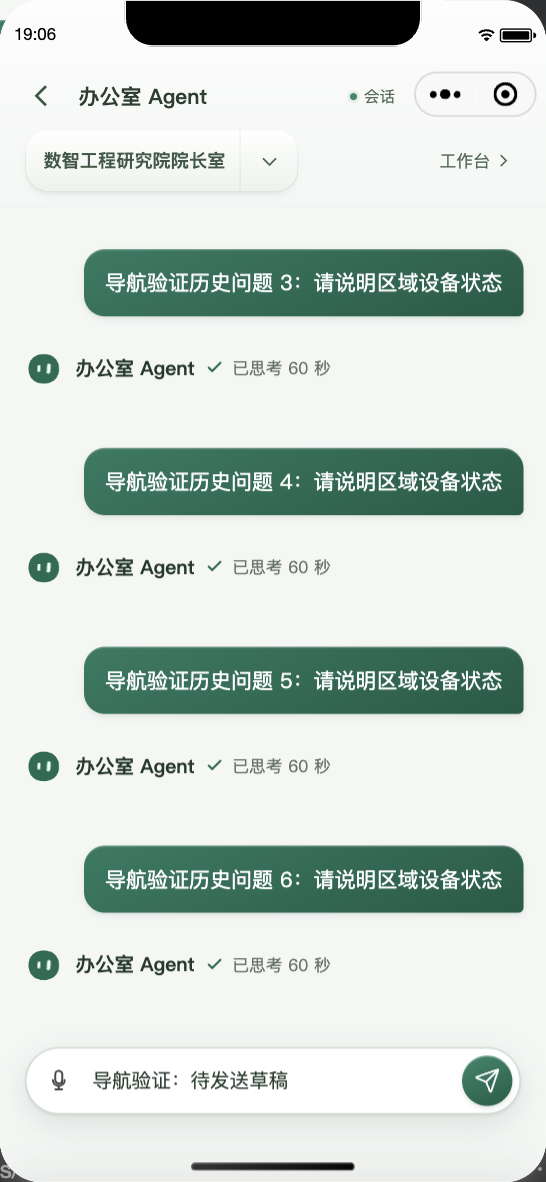 19:06
办公室 Agent
会话
数智工程研究院院长室
工作台
导航验证历史问题 3：请说明区域设备状态
办公室 Agent 已思考 60 秒
导航验证历史问题 4：请说明区域设备状态
办公室 Agent 已思考 60 秒
导航验证历史问题 5：请说明区域设备状态
办公室 Agent 已思考 60 秒
导航验证历史问题 6：请说明区域设备状态
办公室 Agent 已思考 60 秒
导航验证：待发送草稿